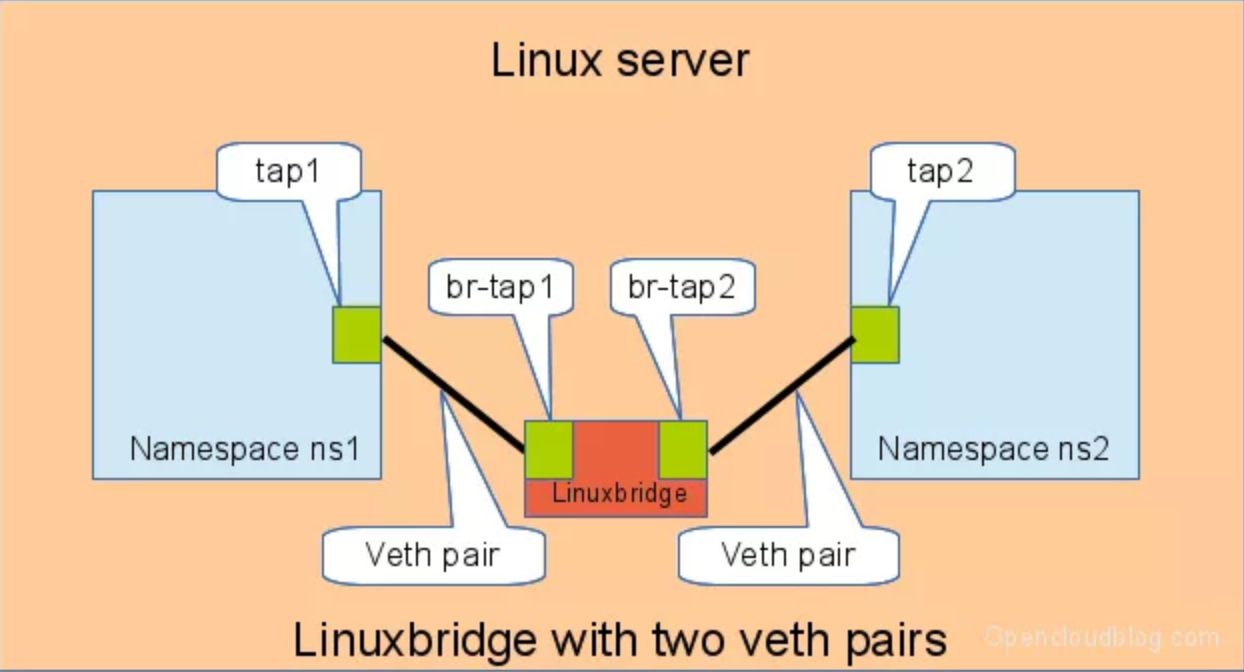 Linux server
tap1
tap2
br-tap1
br-tap2
Namespace ns1
Namespace ns2
Linuxbridge
Veth pair
Veth pair
Linuxbridge with two veth pairs
Opencloudblog.com